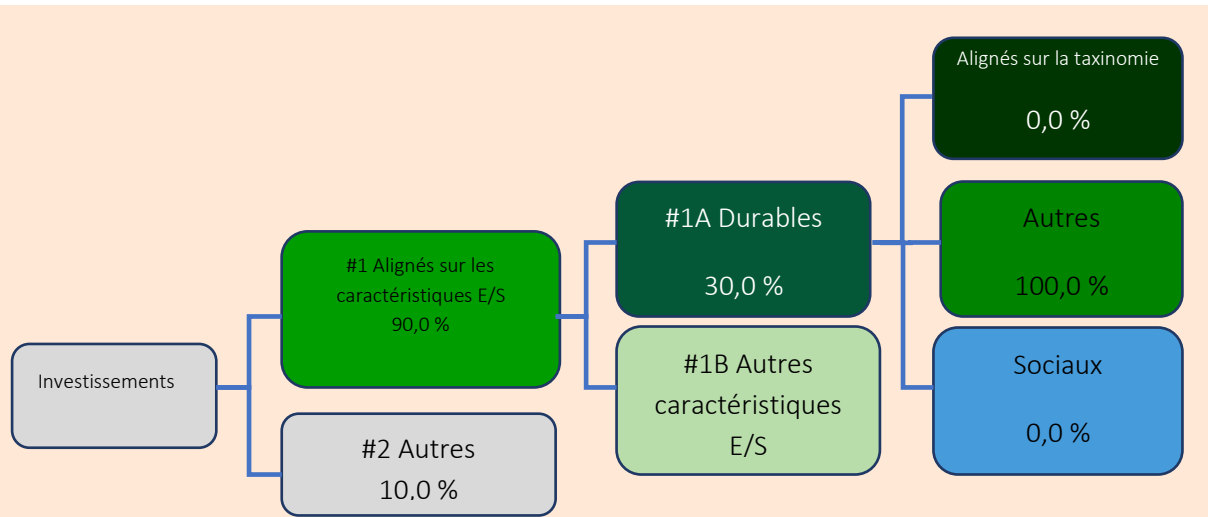 Investissements
#1 Alignés sur les
caractéristiques E/S
90,0 %
#2 Autres
10,0 %
#1A Durables
30,0 %
#1B Autres
caractéristiques
E/S
Alignés sur la taxinomie
0,0 %
Autres
100,0 %
Sociaux
0,0 %